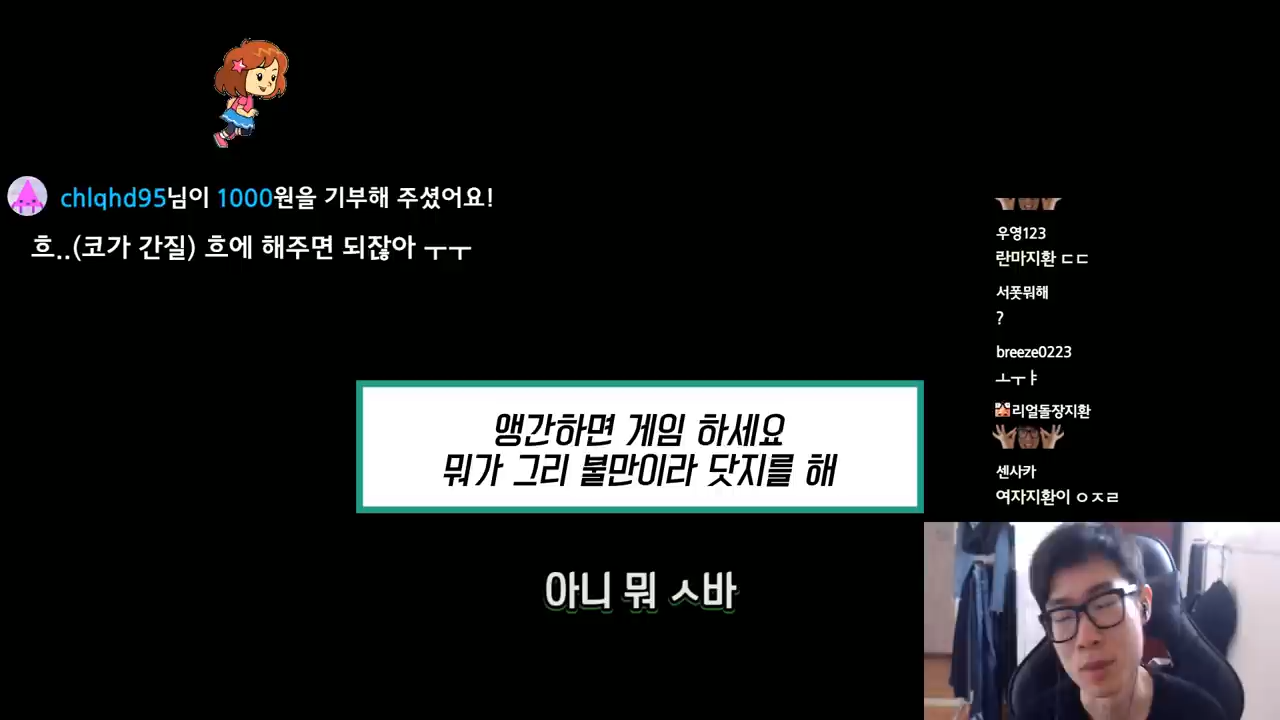 chlqhd95님이 1000원을 기부해 주셨어요!
흐..(코가 간질) 흐에 해주면 되잖아 ㅜㅜ
우영123
란마지환 ㄷㄷ
서폿뭐해
?
breeze0223
ㅗㅜㅑ
리얼돌장지환
센사카
여자지환이 ㅇㅈㄹ
앵간하면 게임 하세요
뭐가 그리 불만이라 닷지를 해
아니 뭐 ㅅ바